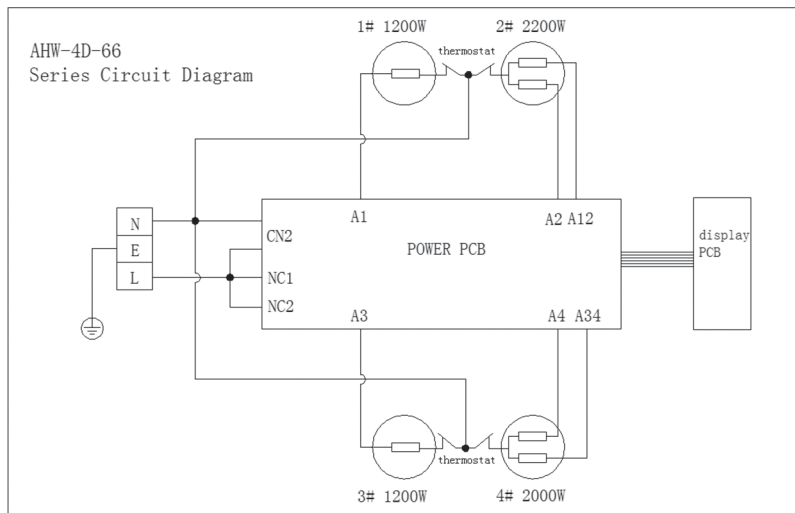 1# 1200W
2# 2200W
AHW-4D-66
Series Circuit Diagram
thermostat
N
E
L
CN2
NC1
NC2
A1
A2 A12
POWER PCB
display
PCB
A3
A4 A34
thermostat
3# 1200W
4# 2000W